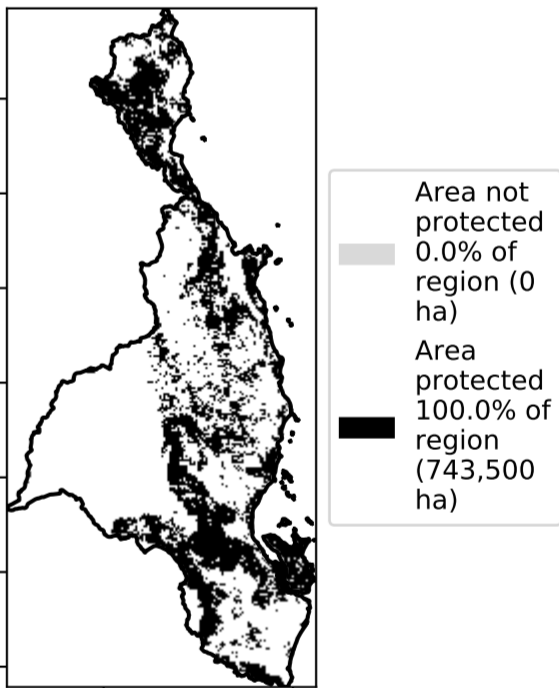 Area not
protected
0.0% of
region (0
ha)
Area
protected
100.0% of
region
(743,500
ha)